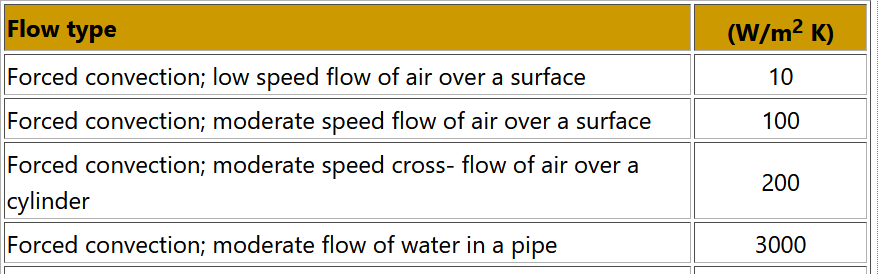 Flow type (W/m² K)
Forced convection; low speed flow of air over a surface 10
Forced convection; moderate speed flow of air over a surface 100
Forced convection; moderate speed cross- flow of air over a
cylinder 200
Forced convection; moderate flow of water in a pipe 3000